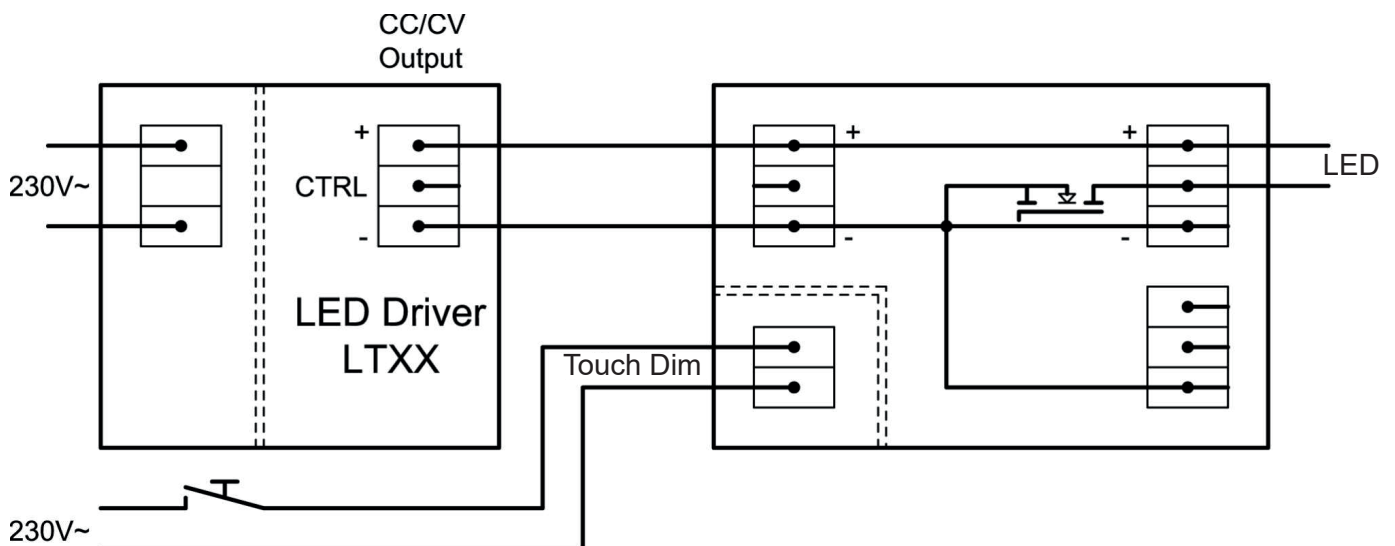 CC/CV
Output
+
+
+
230V~
CTRL
LED
-
-
-
LED Driver
LTXX
Touch Dim
230V~